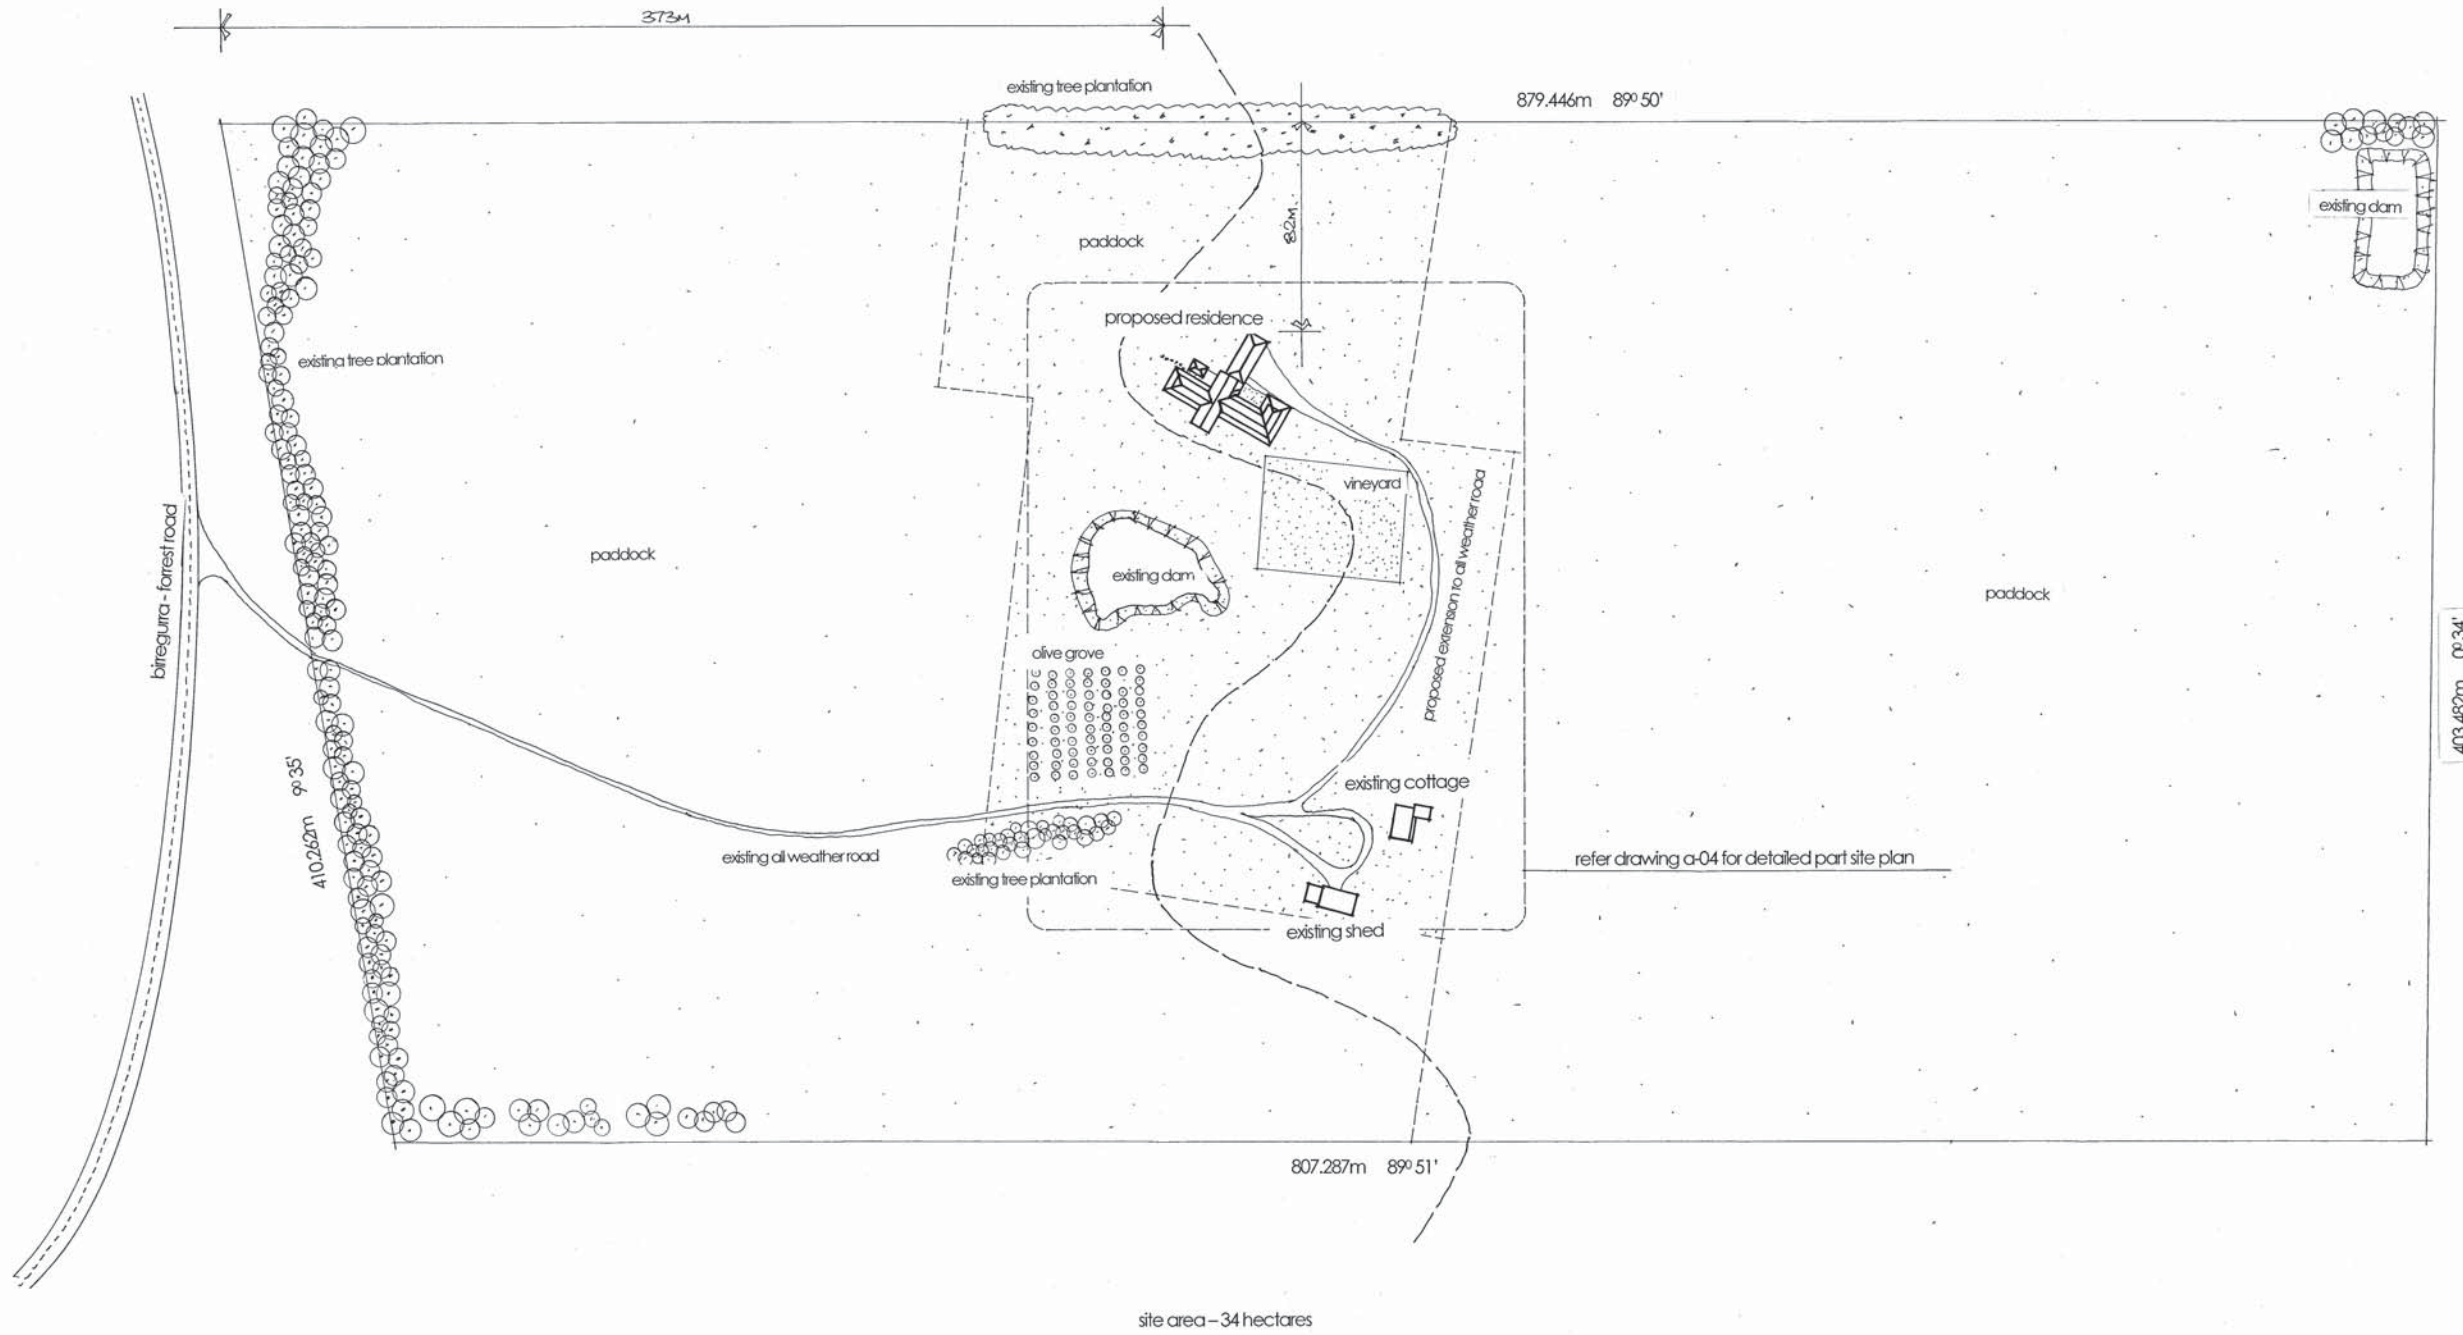 373M
existing tree plantation
879.446m 89° 50'
existing dam
82M.
paddock
proposed residence
existing tree plantation
vineyard
proposed extension to all weather road
birregurra - forrest road
paddock
existing dam
paddock
403.482m 0° 34'
olive grove
410.262m 9° 35'
existing cottage
existing all weather road
existing tree plantation
refer drawing a-04 for detailed part site plan
existing shed
807.287m 89° 51'
site area – 34 hectares